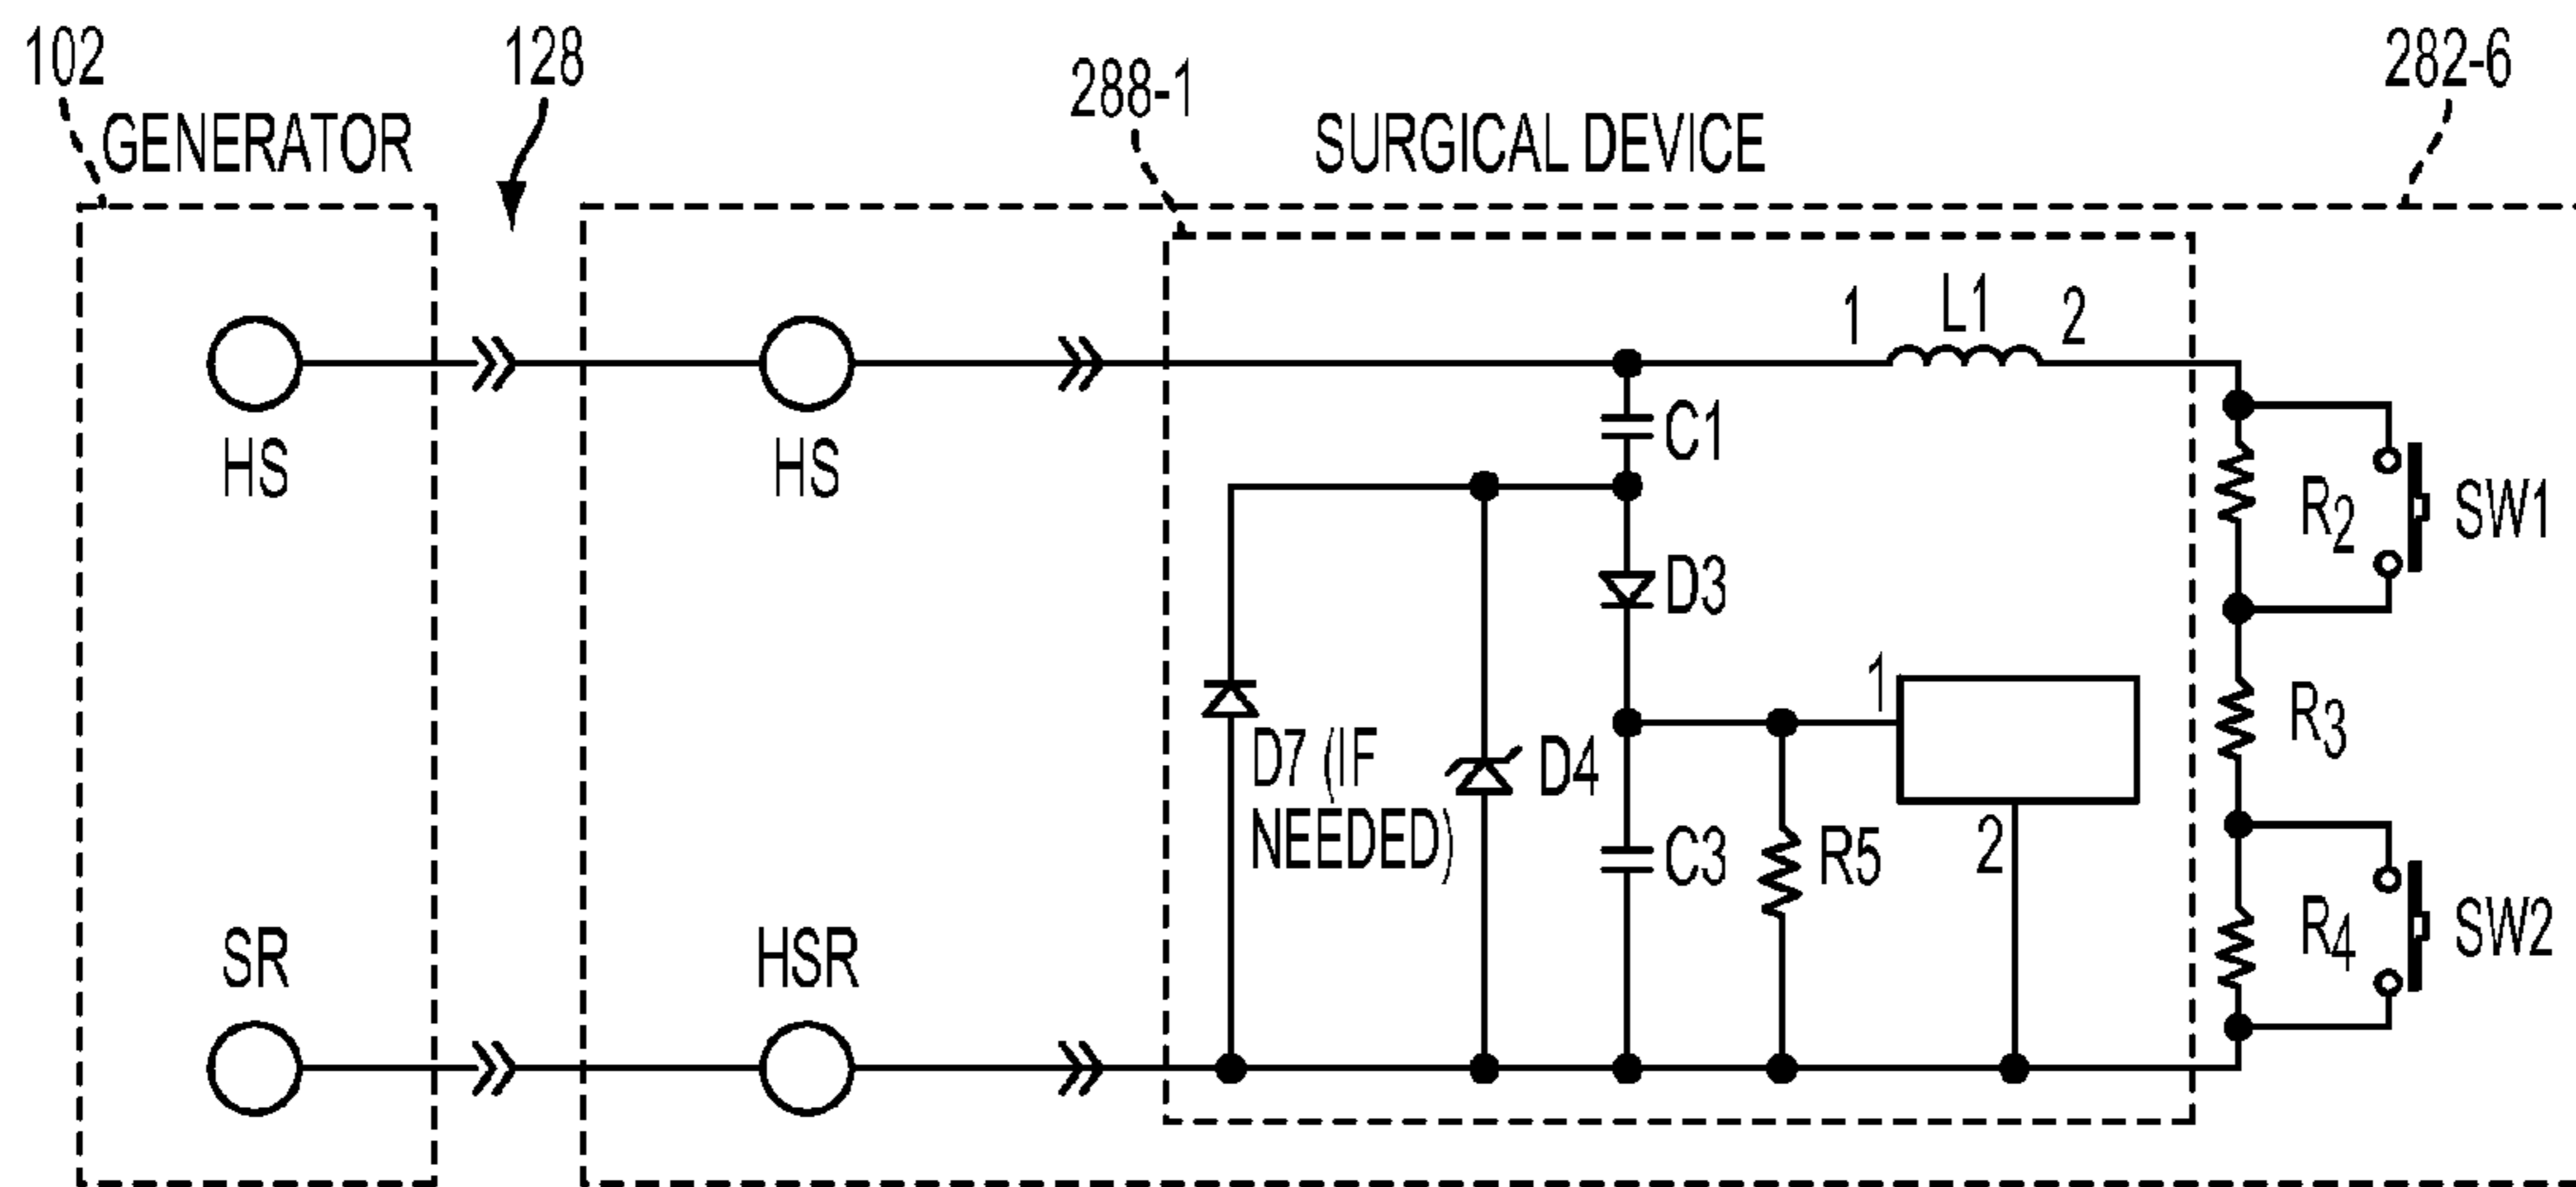 102
128
288-1
282-6
GENERATOR
SURGICAL DEVICE
1
L1
2
HS
HS
C1
R2
SW1
D3
1
R3
D7 (IF
NEEDED)
D4
C3
R5
2
R4
SW2
SR
HSR